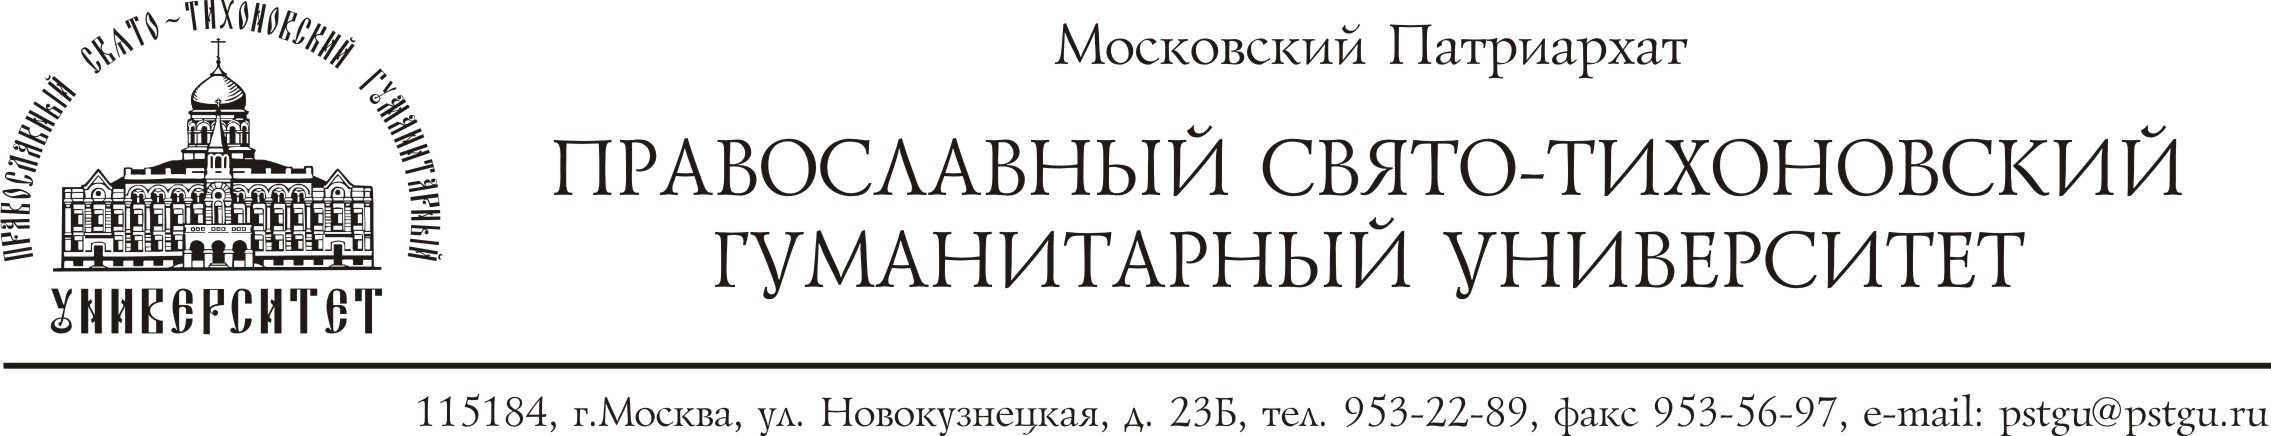 ПРАВОСЛАВНЫЙ СВЯТО~ТИХОНОВСКИЙ ГУМАНИТАРНЫЙ
УНИВЕРСИТЕТ
Московский Патриархат
ПРАВОСЛАВНЫЙ СВЯТО-ТИХОНОВСКИЙ
ГУМАНИТАРНЫЙ УНИВЕРСИТЕТ
115184, г.Москва, ул. Новокузнецкая, д. 23Б, тел. 953-22-89, факс 953-56-97, e-mail: pstgu@pstgu.ru